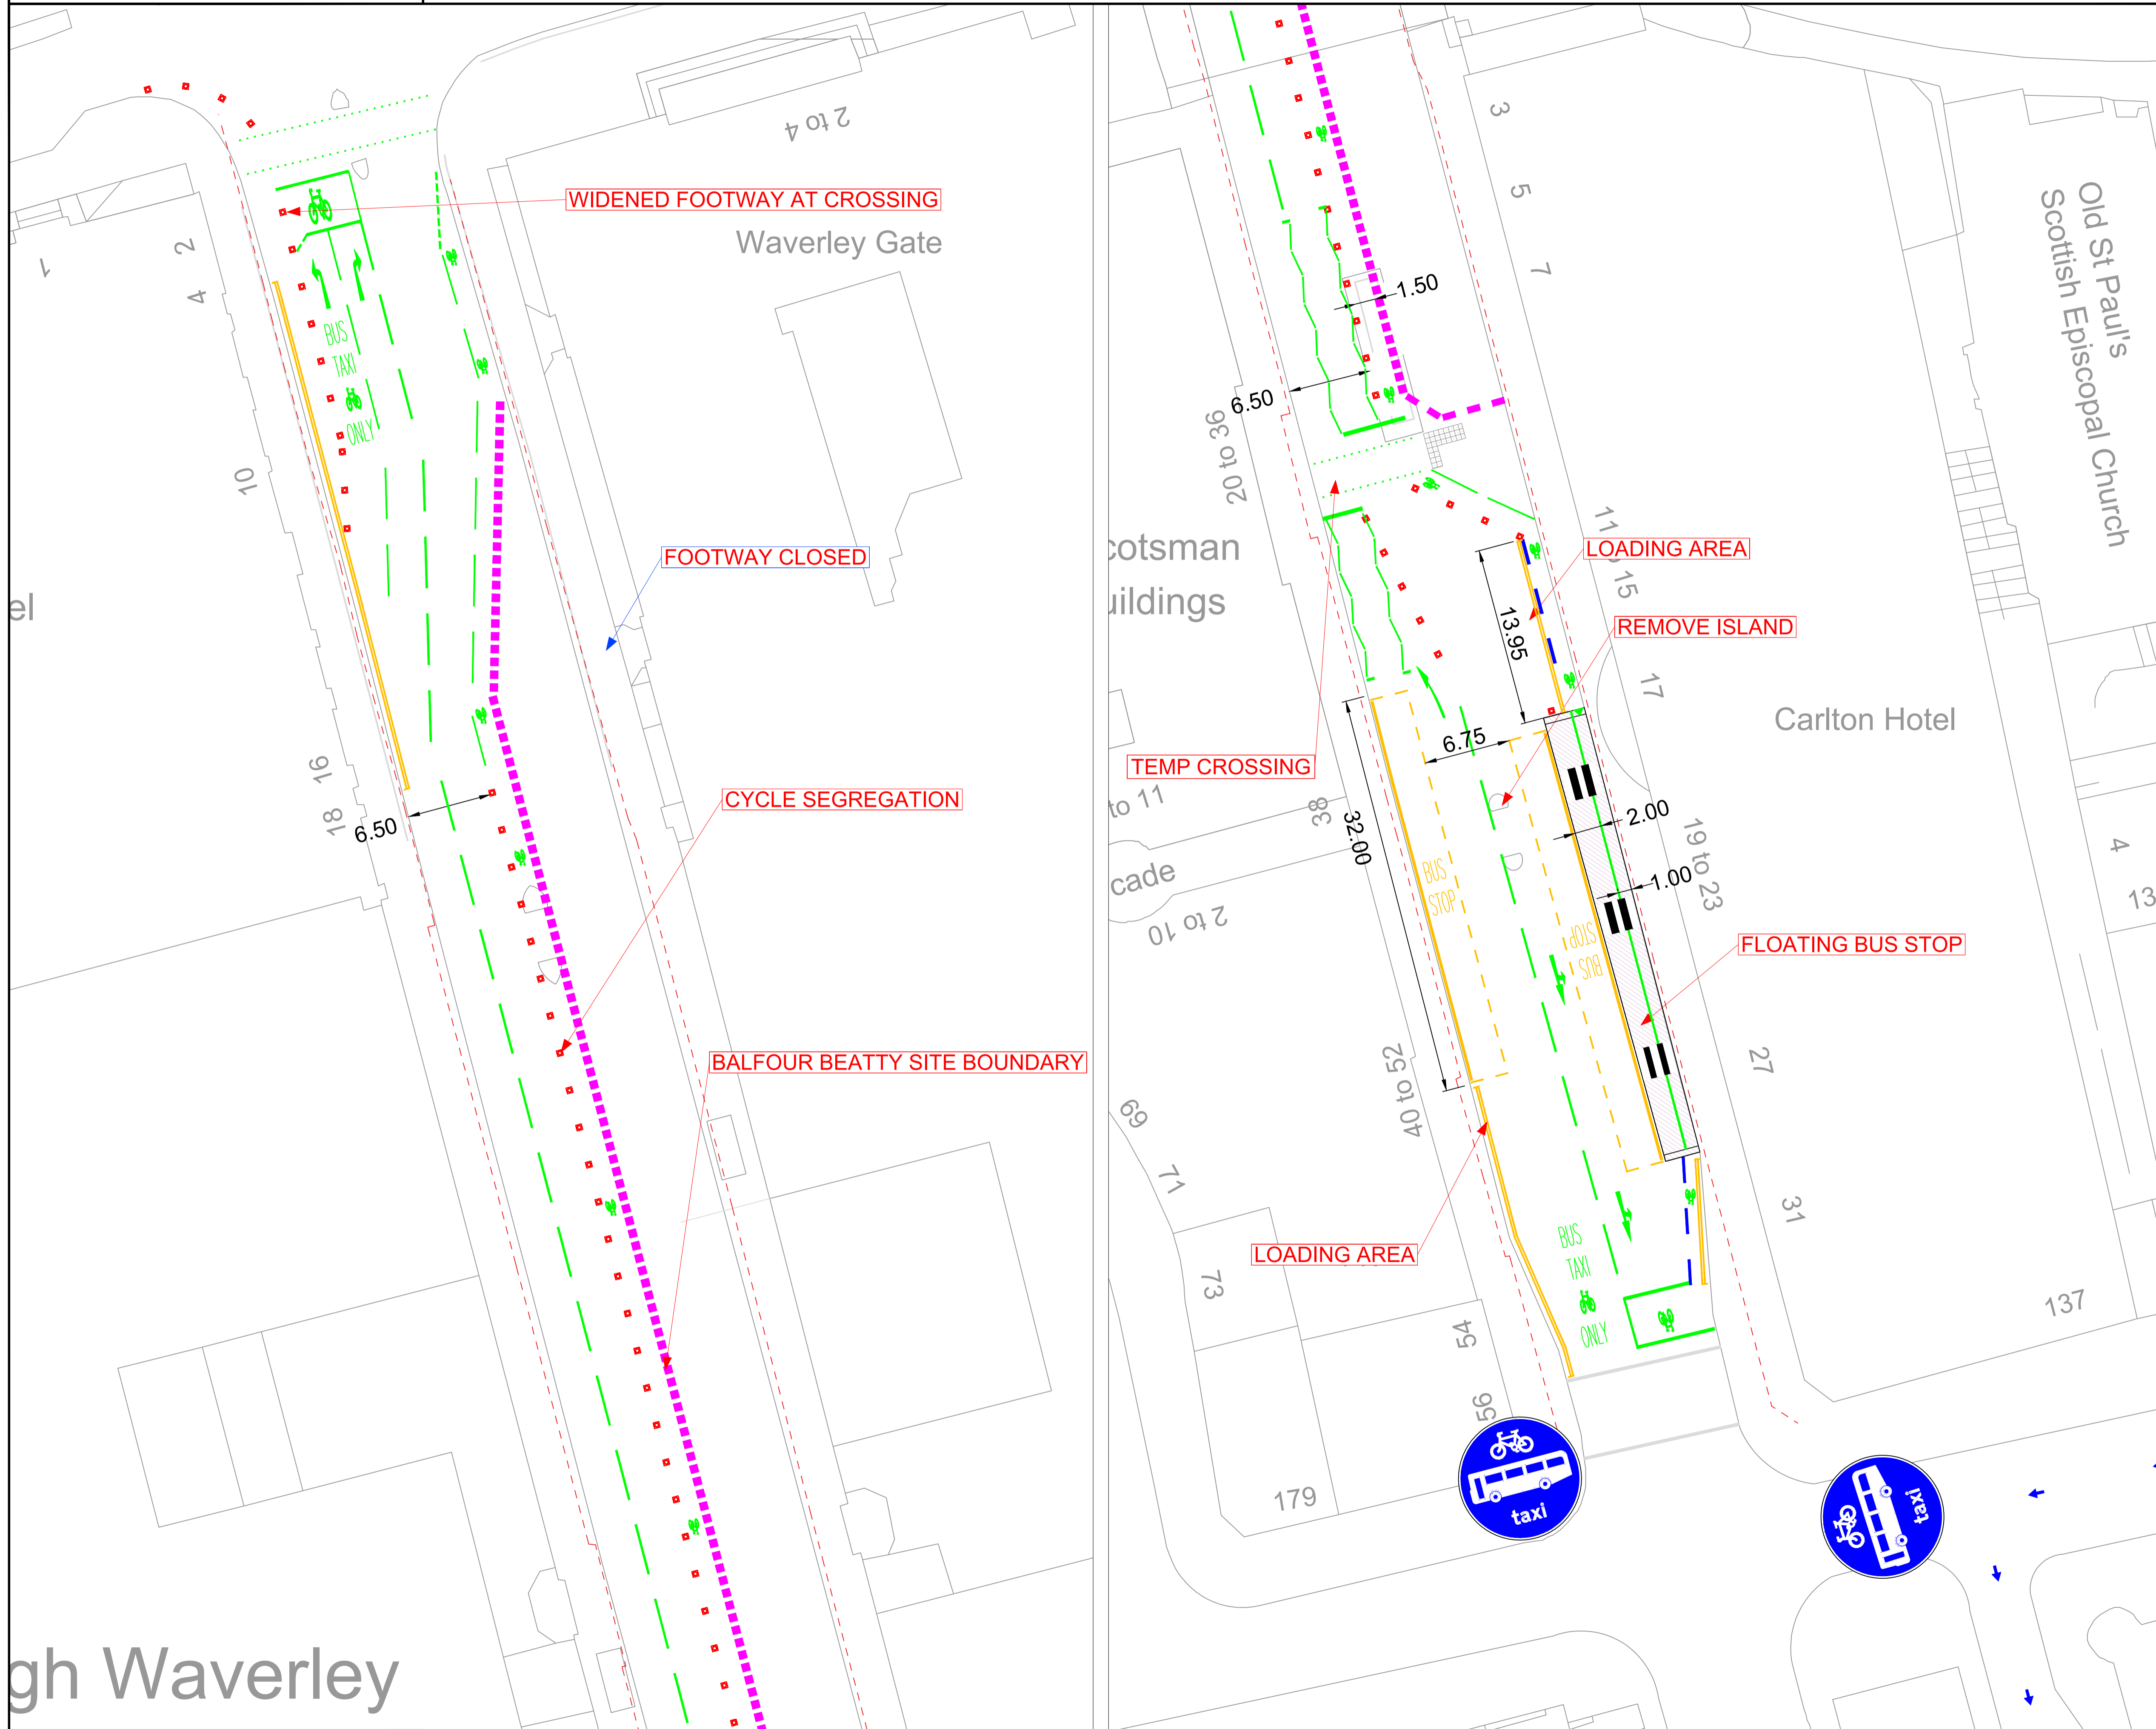 2 to 4
WIDENED FOOTWAY AT CROSSING
Waverley Gate
1
2
4
BUS
TAXI
ONLY
10
FOOTWAY CLOSED
el
16
18
6.50
CYCLE SEGREGATION
BALFOUR BEATTY SITE BOUNDARY
gh Waverley
3
5
7
Old St Paul's
Scottish Episcopal Church
1.50
6.50
20 to 36
cotsman
uildings
11 to 15
LOADING AREA
13.95
REMOVE ISLAND
17
Carlton Hotel
6.75
TEMP CROSSING
to 11
38
32.00
2.00
19 to 23
4
cade
2 to 10
BUS
STOP
1.00
13
BUS
STOP
FLOATING BUS STOP
40 to 52
27
69
71
73
31
LOADING AREA
BUS
TAXI
ONLY
54
56
137
179
taxi
taxi